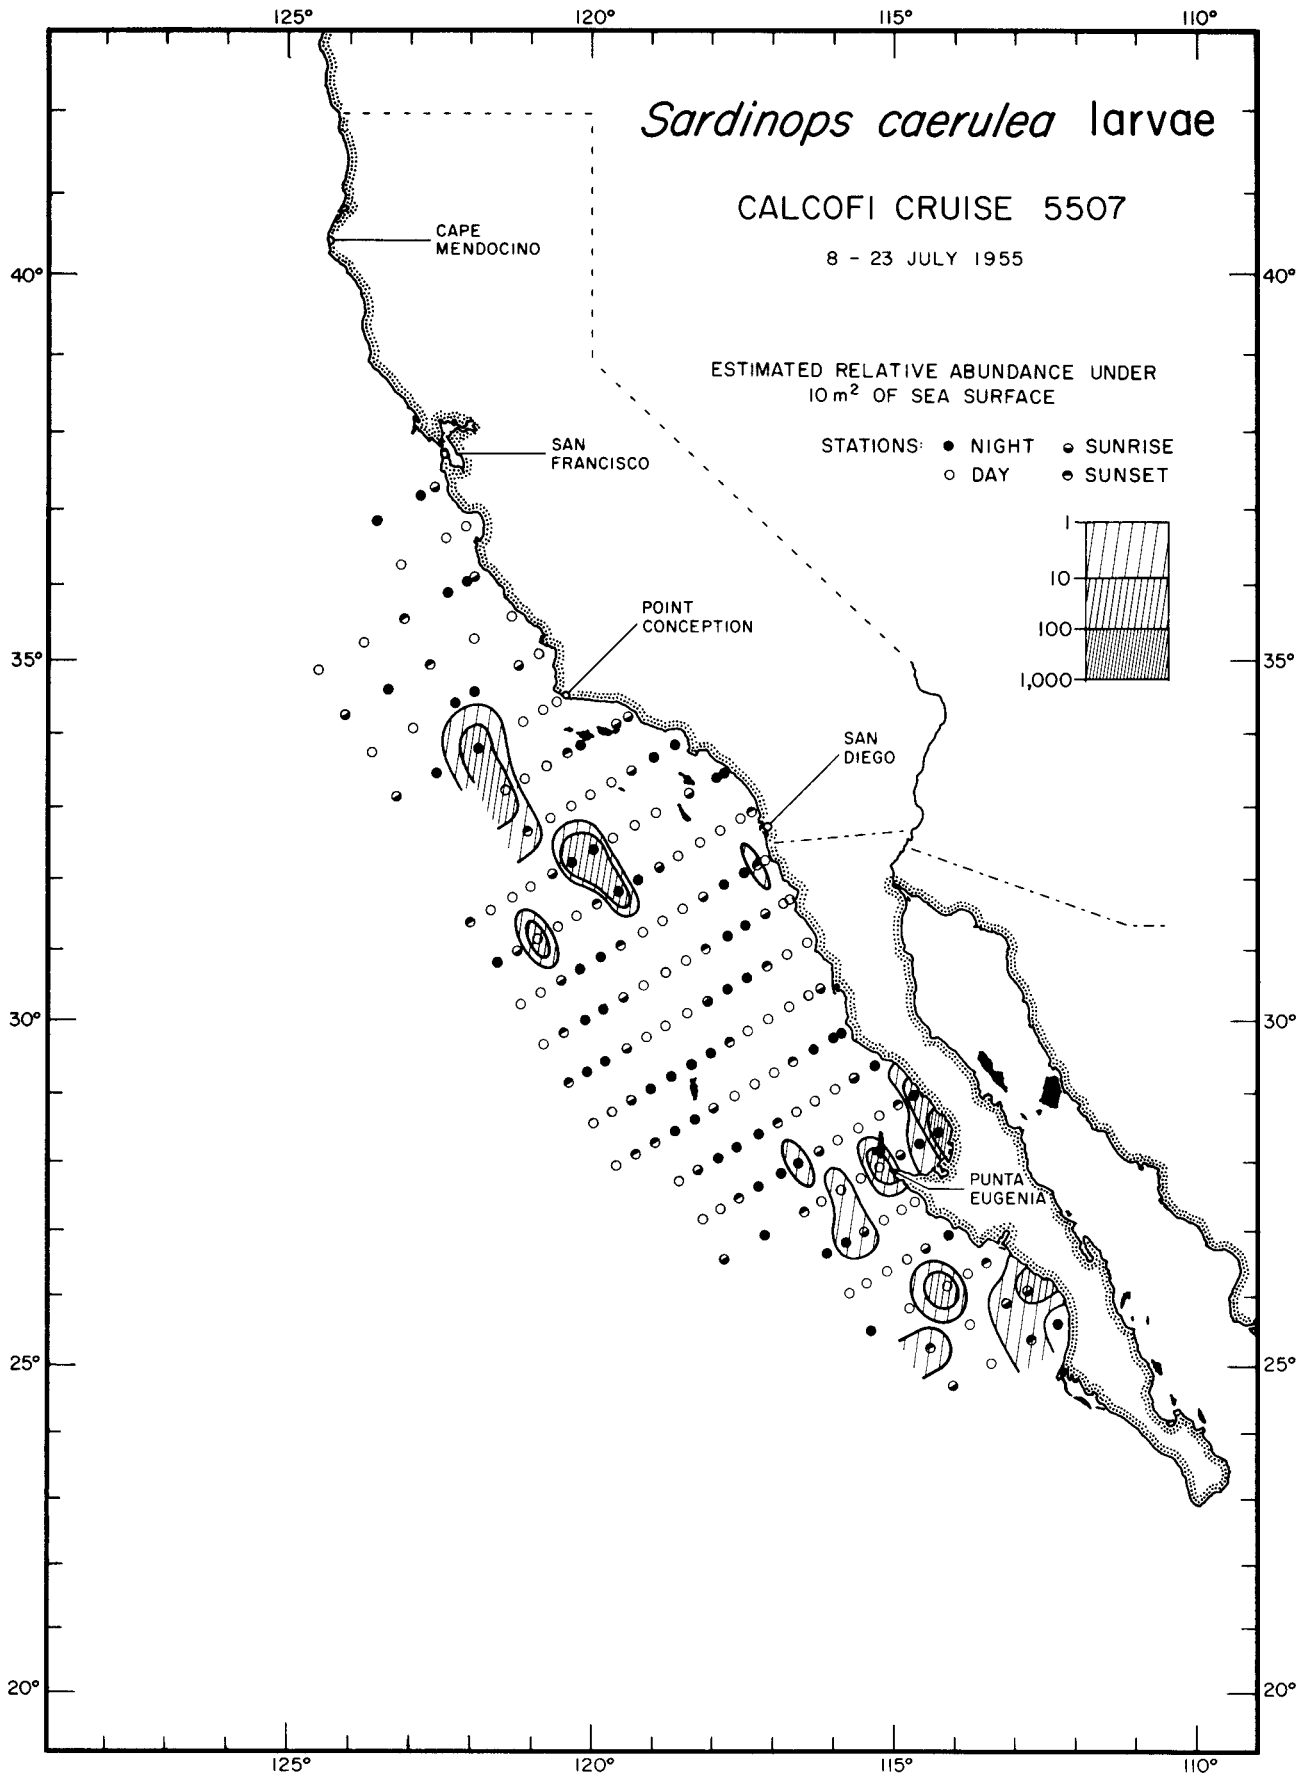 125° 120° 115° 110°
Sardinops caerulea larvae
CALCOFI CRUISE 5507
8 - 23 JULY 1955
CAPE
MENDOCINO
40° 40°
ESTIMATED RELATIVE ABUNDANCE UNDER
10 m² OF SEA SURFACE
STATIONS: NIGHT SUNRISE
DAY SUNSET
SAN
FRANCISCO
1
10
100
1,000
POINT
CONCEPTION
35° 35°
SAN
DIEGO
30° 30°
PUNTA
EUGENIA
25° 25°
20° 20°
125° 120° 115° 110°